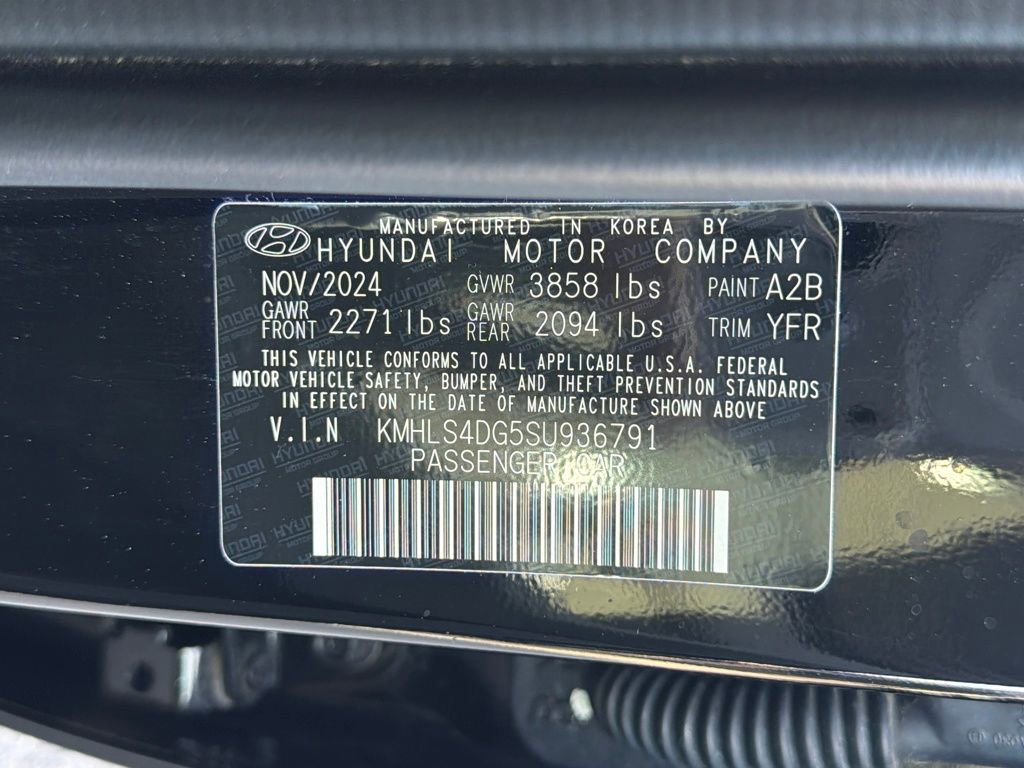 MANUFACTURED IN KOREA BY
HYUNDAI MOTOR COMPANY
NOV/2024 GVWR 3858 lbs PAINT A2B
GAWR FRONT 2271 lbs GAWR REAR 2094 lbs TRIM YFR
THIS VEHICLE CONFORMS TO ALL APPLICABLE U.S.A. FEDERAL
MOTOR VEHICLE SAFETY, BUMPER, AND THEFT PREVENTION STANDARDS
IN EFFECT ON THE DATE OF MANUFACTURE SHOWN ABOVE
V.I.N KMHLS4DG5SU936791
PASSENGER CAR